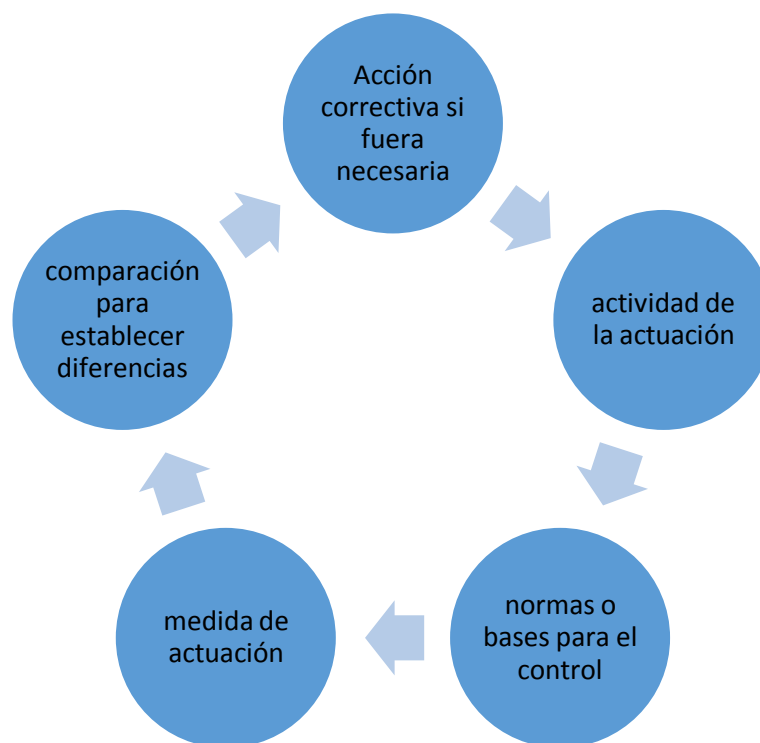 Acción
correctiva si
fuera
necesaria
actividad de
la actuación
normas o
bases para el
control
medida de
actuación
comparación
para
establecer
diferencias